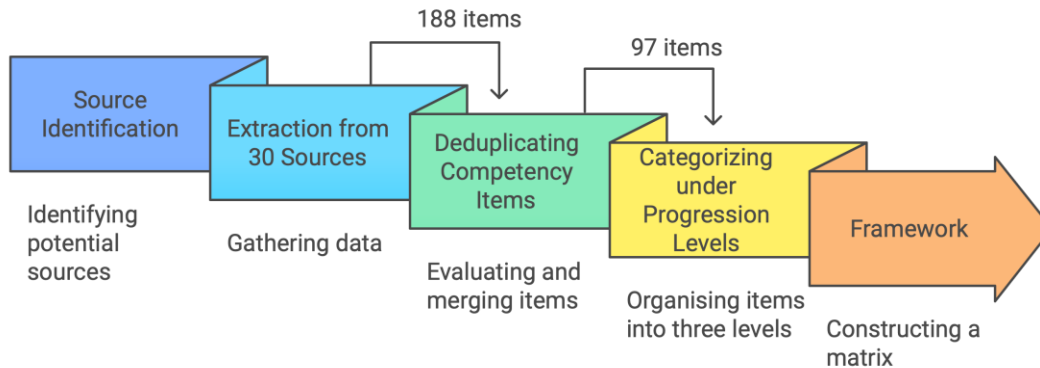 188 items
97 items
Source
Identification
Extraction from
30 Sources
Deduplicating
Competency
Items
Categorizing
under
Progression
Levels
Framework
Identifying
potential
sources
Gathering data
Evaluating and
merging items
Organising items
into three levels
Constructing a
matrix